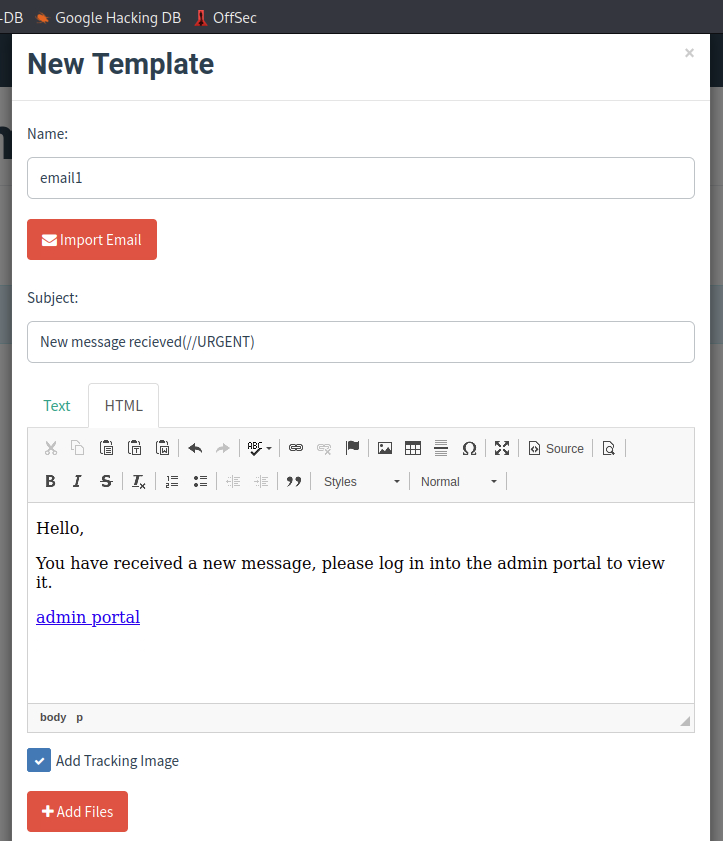 -DB Google Hacking DB OffSec
New Template
×
Name:
email1
Import Email
Subject:
New message recieved(//URGENT)
Text HTML
ABC Ω Source
B I S Tx Styles Normal
Hello,
You have received a new message, please log in into the admin portal to view
it.
admin portal
body p
Add Tracking Image
Add Files